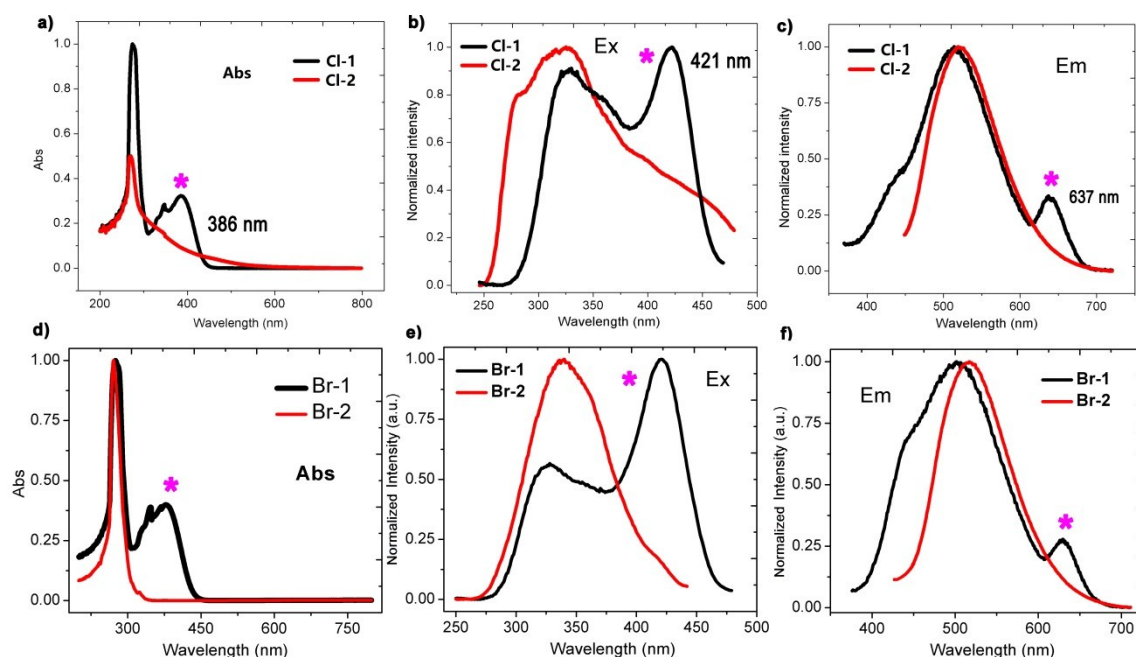 a)
Abs
Cl-1
Cl-2
*
386 nm
Abs
1.0
0.8
0.6
0.4
0.2
0.0
200 400 600 800
Wavelength (nm)
b)
Ex
Cl-1
Cl-2
*
421 nm
Normalized intensity
1.0
0.8
0.6
0.4
0.2
0.0
250 300 350 400 450 500
Wavelength (nm)
c)
Em
Cl-1
Cl-2
*
637 nm
Normalized intensity
1.00
0.75
0.50
0.25
0.00
400 500 600 700
Wavelength (nm)
d)
Br-1
Br-2
*
Abs
Abs
1.00
0.75
0.50
0.25
0.00
300 450 600 750
Wavelength (nm)
e)
Ex
Br-1
Br-2
*
Normalized Intensity (a.u.)
1.00
0.75
0.50
0.25
0.00
250 300 350 400 450 500
Wavelength (nm)
f)
Em
Br-1
Br-2
*
Normalized Intensity (a.u.)
1.00
0.75
0.50
0.25
0.00
400 500 600 700
Wavelength (nm)